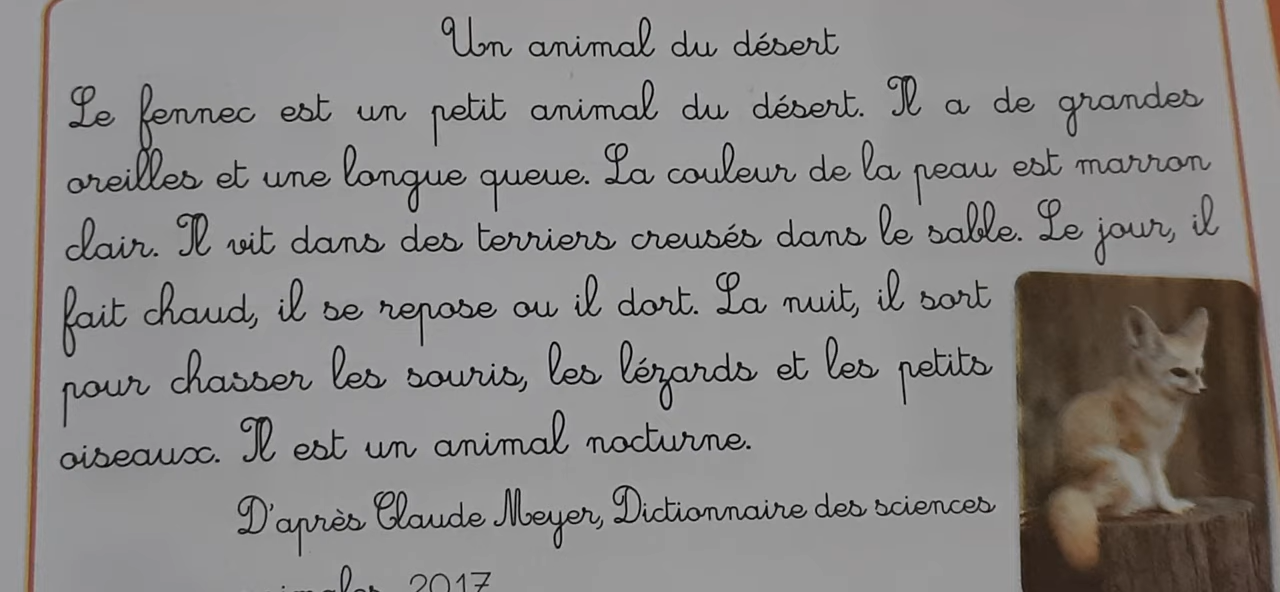 Un animal du désert
Le fennec est un petit animal du désert. Il a de grandes
oreilles et une longue queue. La couleur de la peau est marron
clair. Il vit dans des terriers creusés dans le sable. Le jour, il
fait chaud, il se repose ou il dort. La nuit, il sort
pour chasser les souris, les lézards et les petits
oiseaux. Il est un animal nocturne.
D'après Claude Meyer, Dictionnaire des sciences
2017